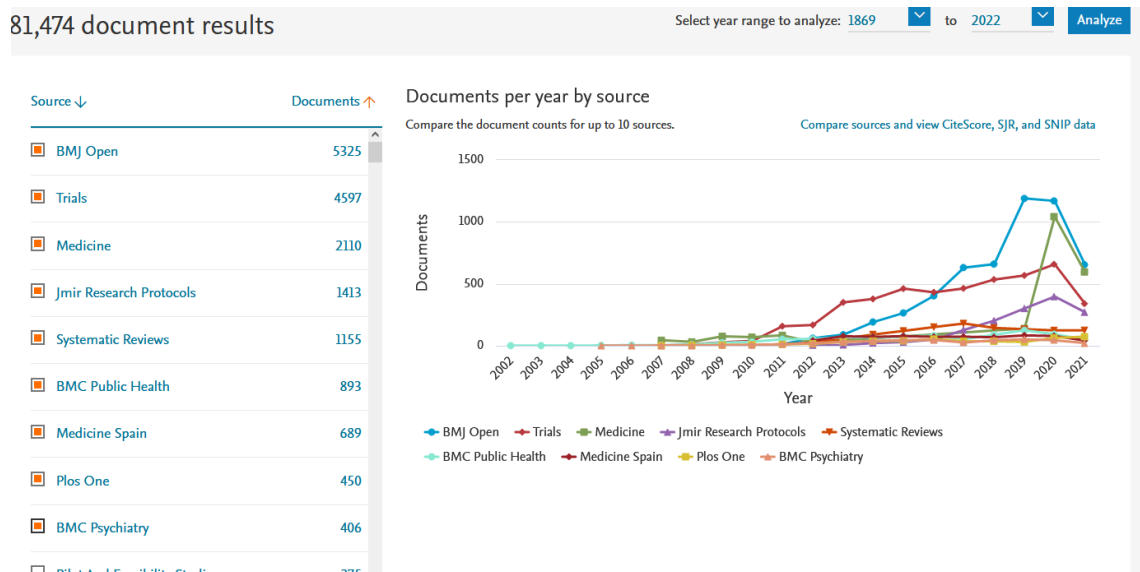 81,474 document results
Select year range to analyze: 1869 to 2022 Analyze
Source Documents
BMJ Open 5325
Trials 4597
Medicine 2110
Jmir Research Protocols 1413
Systematic Reviews 1155
BMC Public Health 893
Medicine Spain 689
Plos One 450
BMC Psychiatry 406
Documents per year by source
Compare the document counts for up to 10 sources.
Compare sources and view CiteScore, SJR, and SNIP data
1500
1000
500
0
Documents
2002 2003 2004 2005 2006 2007 2008 2009 2010 2011 2012 2013 2014 2015 2016 2017 2018 2019 2020 2021
Year
BMJ Open Trials Medicine Jmir Research Protocols Systematic Reviews
BMC Public Health Medicine Spain Plos One BMC Psychiatry